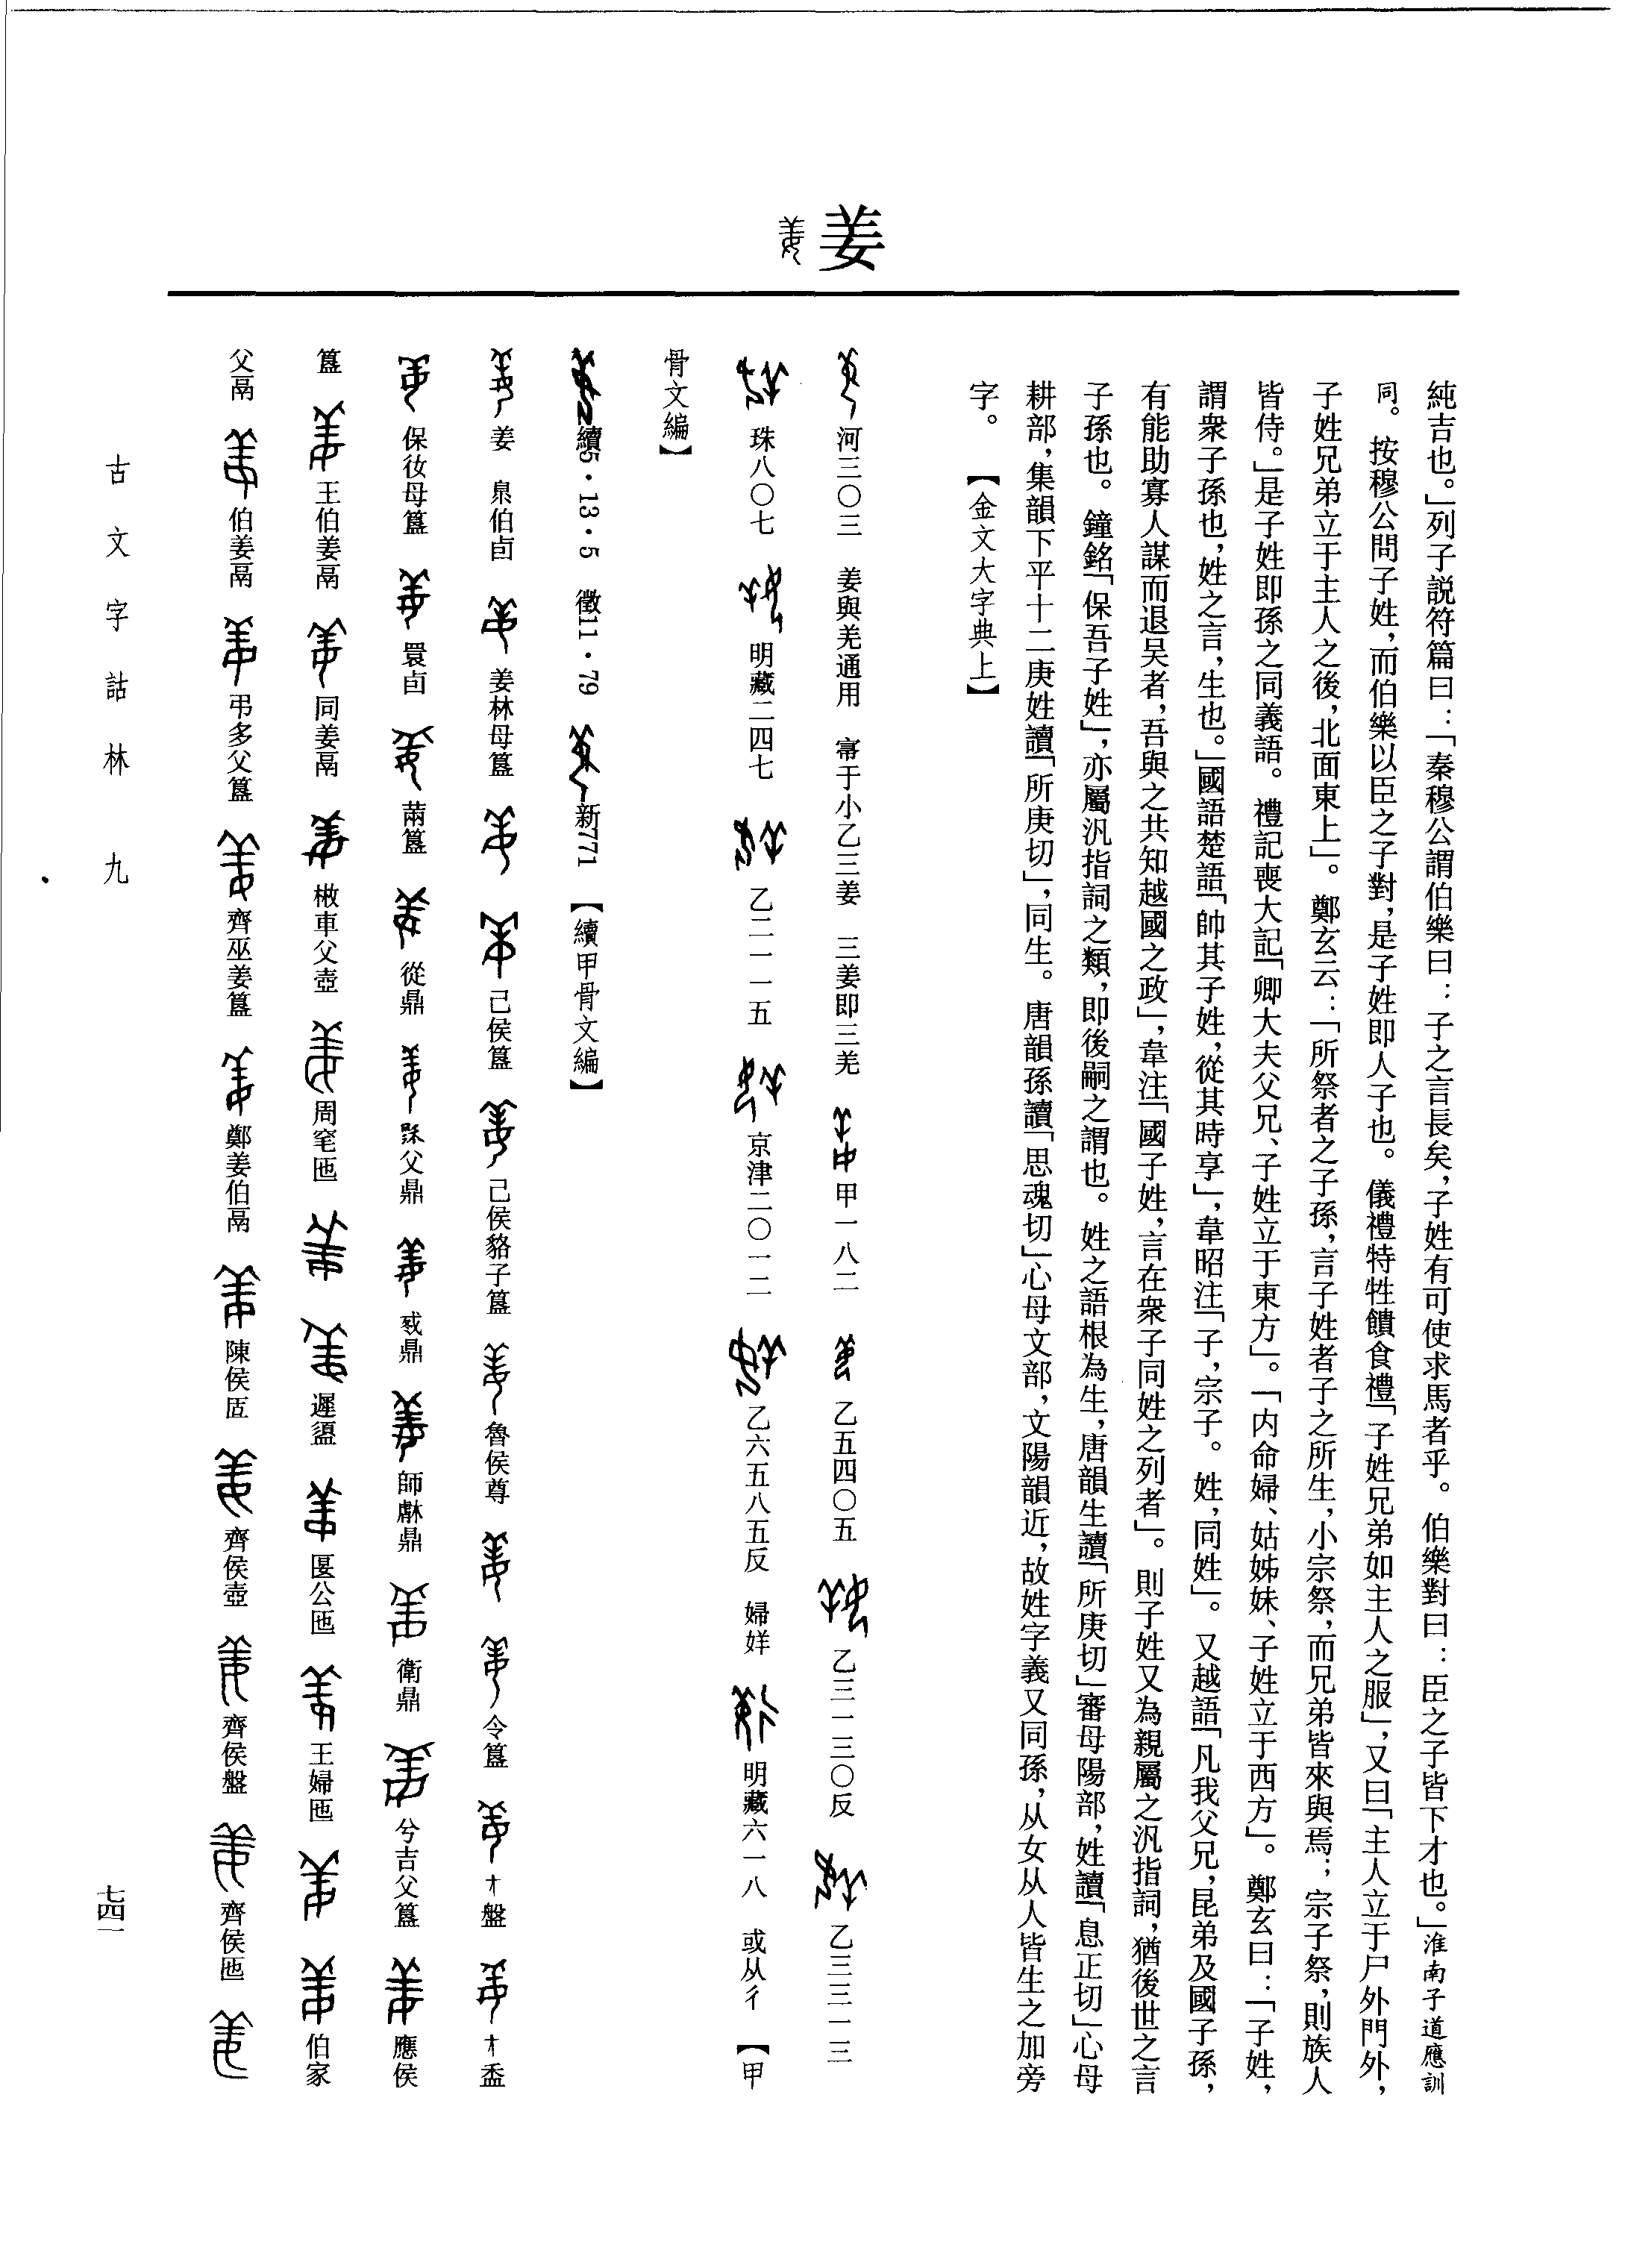 姜
純吉也。」列子説符篇曰：「秦穆公謂伯樂曰：子之言長矣，子姓有可使求馬者乎。伯樂對曰：臣之子皆下才也。」淮南子道應訓
同。按穆公問子姓，而伯樂以臣之子對，是子姓即人子也。儀禮特牲饋食禮「子姓兄弟如主人之服」，又曰「主人立于尸外門外，
子姓兄弟立于主人之後，北面東上」。鄭玄云：「所祭者之子孫，言子姓者子之所生，小宗祭，而兄弟皆來與焉；宗子祭，則族人
皆侍。」是子姓即孫之同義語。禮記喪大記「卿大夫父兄、子姓立于東方」。「内命婦、姑姊妹、子姓立于西方」。鄭玄曰：「子姓，
謂衆子孫也，姓之言，生也。」國語楚語「帥其子姓，從其時享」，韋昭注「子，宗子。姓，同姓」。又越語「凡我父兄，昆弟及國子孫，
有能助寡人謀而退吴者，吾與之共知越國之政」，韋注「國子姓，言在衆子同姓之列者」。則子姓又為親屬之汎指詞，猶後世之言
子孫也。鐘銘「保吾子姓」，亦屬汎指詞之類，即後嗣之謂也。姓之語根為生，唐韻生讀「所庚切」審母陽部，姓讀「息正切」心母
耕部，集韻下平十二庚姓讀「所庚切」，同生。唐韻孫讀「思魂切」心母文部，文陽韻近，故姓字義又同孫，从女从人皆生之加旁
字。【金文大字典上】
河三〇三 姜與羌通用 㝬于小乙三姜 三姜即三羌 甲一八二 乙五四〇五 乙三一三〇反 乙三三一三
珠八〇七 明藏二四七 乙二一一五 京津二〇一二 乙六五八五反 婦姜 明藏六一八 或从彳 【甲
骨文編】
續5·13·5 徵11·79 新771 【續甲骨文編】
姜 㬎伯卣 姜林母簋 己侯簋 己侯貉子簋 魯侯尊 令簋 盤 盉
保㚢母簋 睘卣 𦮃簋 從鼎 父鼎 鼎 師鼎 衛鼎 兮吉父簋 應侯
簋 王伯姜鬲 同姜鬲 椒車父壺 周䆫匜 遲盨 匽公匜 王婦匜 伯家
父鬲 伯姜鬲 弔多父簋 齊巫姜簋 鄭姜伯鬲 陳侯𠤳 齊侯壺 齊侯盤 齊侯匜
古文字詁林 九
七四一